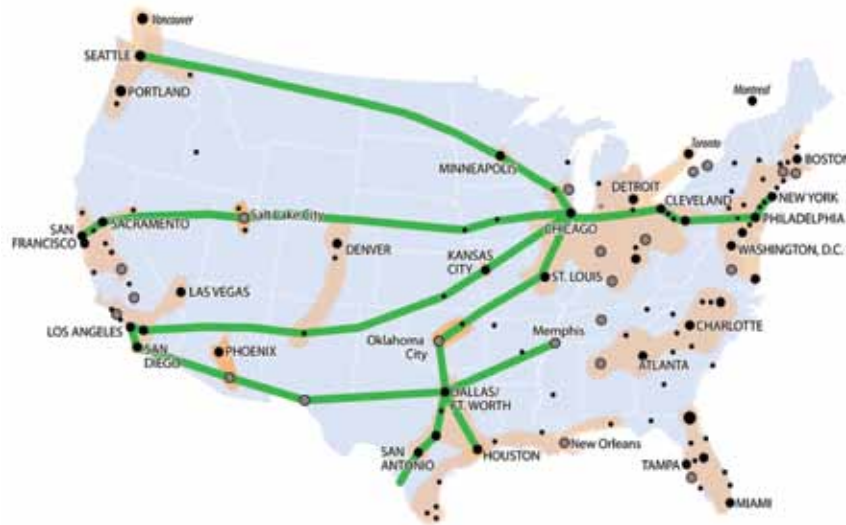 Vancouver
SEATTLE
PORTLAND
Montreal
Toronto
MINNEAPOLIS
BOSTON
DETROIT
CLEVELAND
NEW YORK
SACRAMENTO
Salt Lake City
PHILADELPHIA
SAN
FRANCISCO
CHICAGO
DENVER
KANSAS
CITY
WASHINGTON, D.C.
ST. LOUIS
LAS VEGAS
LOS ANGELES
Oklahoma
City
Memphis
CHARLOTTE
SAN
DIEGO
PHOENIX
ATLANTA
DALLAS/
FT. WORTH
SAN
ANTONIO
HOUSTON
New Orleans
TAMPA
MIAMI